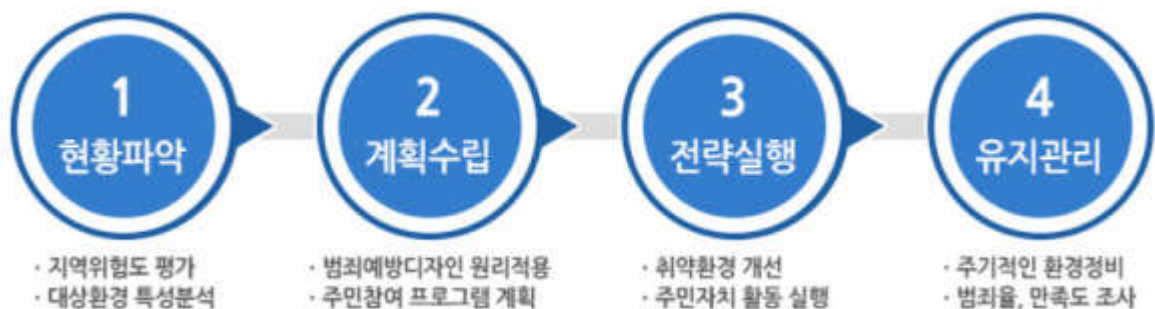 1
현황파악
· 지역위험도 평가
· 대상환경 특성분석
2
계획수립
· 범죄예방디자인 원리적용
· 주민참여 프로그램 계획
3
전략실행
· 취약환경 개선
· 주민자치 활동 실행
4
유지관리
· 주기적인 환경정비
· 범죄율, 만족도 조사